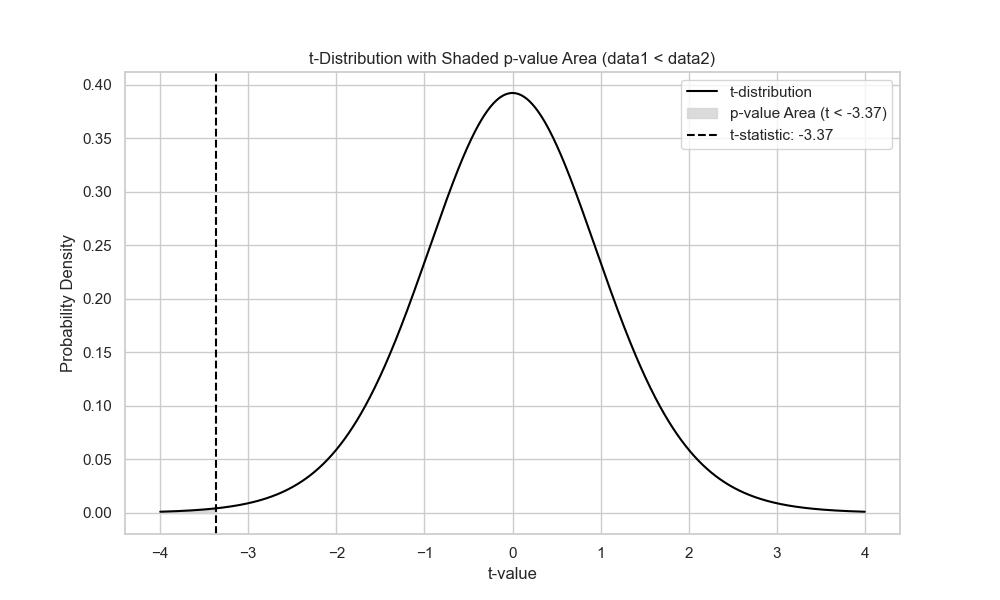 t-Distribution with Shaded p-value Area (data1 < data2)
t-distribution
p-value Area (t < -3.37)
t-statistic: -3.37
Probability Density
0.40
0.35
0.30
0.25
0.20
0.15
0.10
0.05
0.00
−4 −3 −2 −1 0 1 2 3 4
t-value